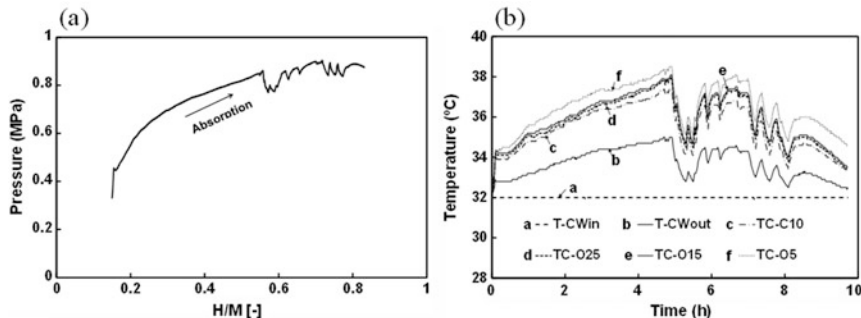 (a)
1
0.8
0.6
0.4
0.2
0
Pressure (MPa)
Absorption
0
0.2
0.4
0.6
0.8
1
H/M [-]
(b)
40
38
36
34
32
30
28
Temperature (°C)
f
e
d
c
b
a
a T-CWin b T-CWout c TC-C10
d TC-O25 e TC-O15 f TC-O5
0 2 4 6 8 10
Time (h)